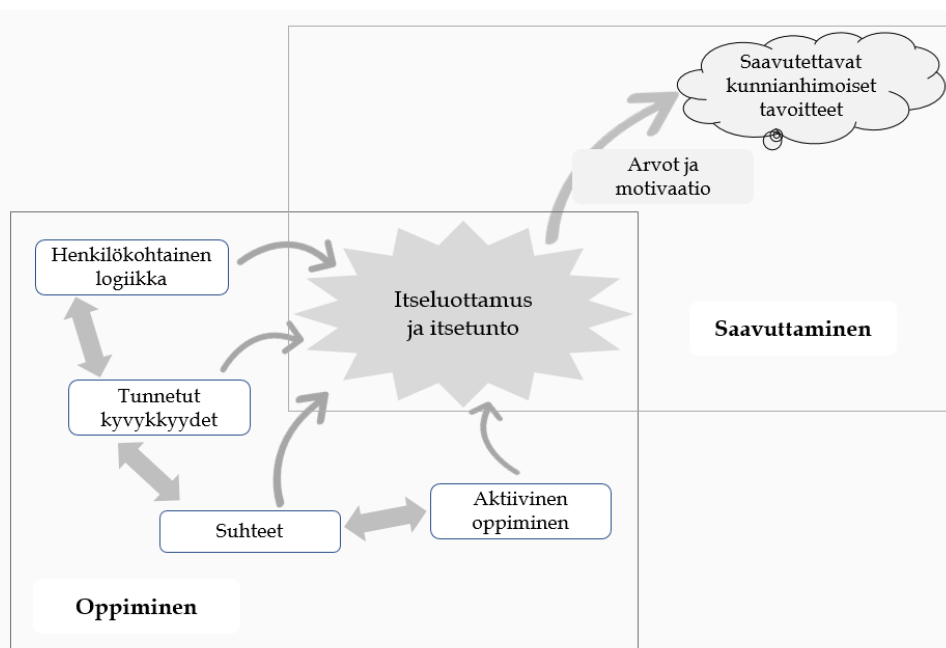 Saavutettavat
kunnianhimoiset
tavoitteet
Arvot ja
motivaatio
Henkilökohtainen
logiikka
Itseluottamus
ja itsetunto
Saavuttaminen
Tunnetut
kyvykkyydet
Suhteet
Aktiivinen
oppiminen
Oppiminen